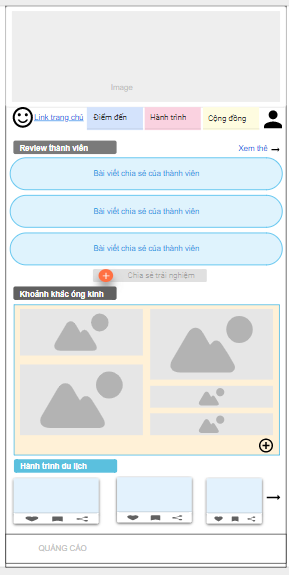 Image
Link trang chủ
Điểm đến
Hành trình
Cộng đồng
Review thành viên
Xem thê
Bài viết chia sẻ của thành viên
Bài viết chia sẻ của thành viên
Bài viết chia sẻ của thành viên
Chia sẻ trải nghiệm
Khoảnh khắc ống kính
Hành trình du lịch
QUẢNG CÁO